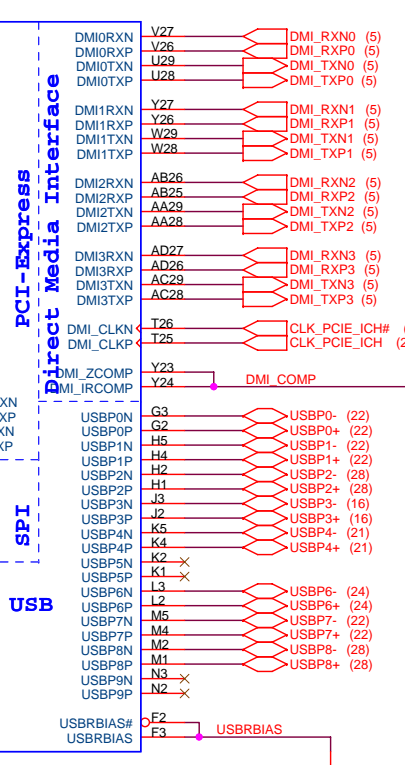 DMI0RXN V27 DMI_RXN0 (5)
DMI0RXP V26 DMI_RXP0 (5)
DMI0TXN U29 DMI_TXN0 (5)
DMI0TXP U28 DMI_TXP0 (5)
DMI1RXN Y27 DMI_RXN1 (5)
DMI1RXP Y26 DMI_RXP1 (5)
DMI1TXN W29 DMI_TXN1 (5)
DMI1TXP W28 DMI_TXP1 (5)
DMI2RXN AB26 DMI_RXN2 (5)
DMI2RXP AB25 DMI_RXP2 (5)
DMI2TXN AA29 DMI_TXN2 (5)
DMI2TXP AA28 DMI_TXP2 (5)
DMI3RXN AD27 DMI_RXN3 (5)
DMI3RXP AD26 DMI_RXP3 (5)
DMI3TXN AC29 DMI_TXN3 (5)
DMI3TXP AC28 DMI_TXP3 (5)
DMI_CLKN T26 CLK_PCIE_ICH# (
DMI_CLKP T25 CLK_PCIE_ICH (2
DMI_ZCOMP Y23
DMI_IRCOMP Y24 DMI_COMP
PCI-Express
Direct Media Interface
XN
XP
XN
XP
SPI
USB
USBP0N G3 USBP0- (22)
USBP0P G2 USBP0+ (22)
USBP1N H5 USBP1- (22)
USBP1P H4 USBP1+ (22)
USBP2N H2 USBP2- (28)
USBP2P H1 USBP2+ (28)
USBP3N J3 USBP3- (16)
USBP3P J2 USBP3+ (16)
USBP4N K5 USBP4- (21)
USBP4P K4 USBP4+ (21)
USBP5N K2
USBP5P K1
USBP6N L3 USBP6- (24)
USBP6P L2 USBP6+ (24)
USBP7N M5 USBP7- (22)
USBP7P M4 USBP7+ (22)
USBP8N M2 USBP8- (28)
USBP8P M1 USBP8+ (28)
USBP9N N3
USBP9P N2
USBRBIAS# F2
USBRBIAS F3 USBRBIAS